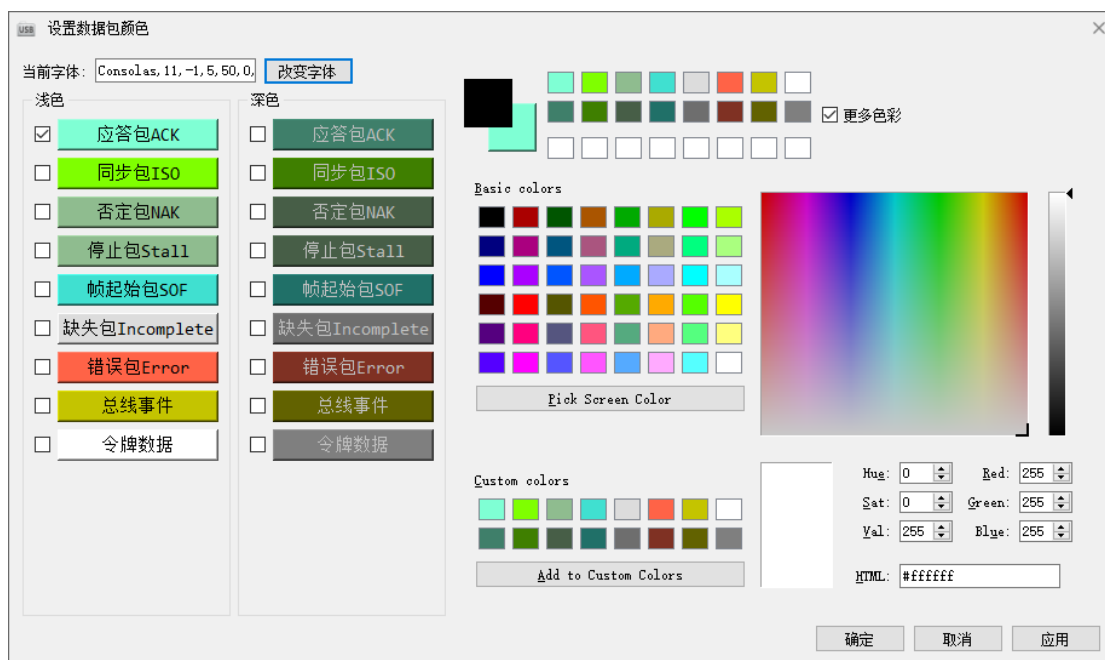 USB 设置数据包颜色
当前字体: Consolas,11,-1,5,50,0, 改变字体
浅色
应答包ACK
同步包ISO
否定包NAK
停止包Stall
帧起始包SOF
缺失包Incomplete
错误包Error
总线事件
令牌数据
深色
应答包ACK
同步包ISO
否定包NAK
停止包Stall
帧起始包SOF
缺失包Incomplete
错误包Error
总线事件
令牌数据
更多色彩
Basic colors
Pick Screen Color
Custom colors
Add to Custom Colors
Hue: 0 Red: 255
Sat: 0 Green: 255
Val: 255 Blue: 255
HTML: #ffffff
确定 取消 应用